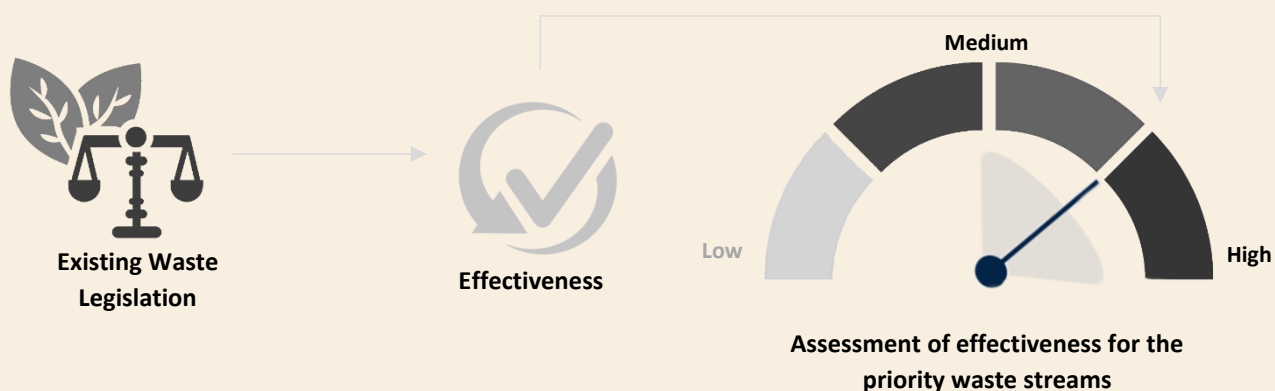 Medium
Low
High
Existing Waste
Legislation
Effectiveness
Assessment of effectiveness for the
priority waste streams